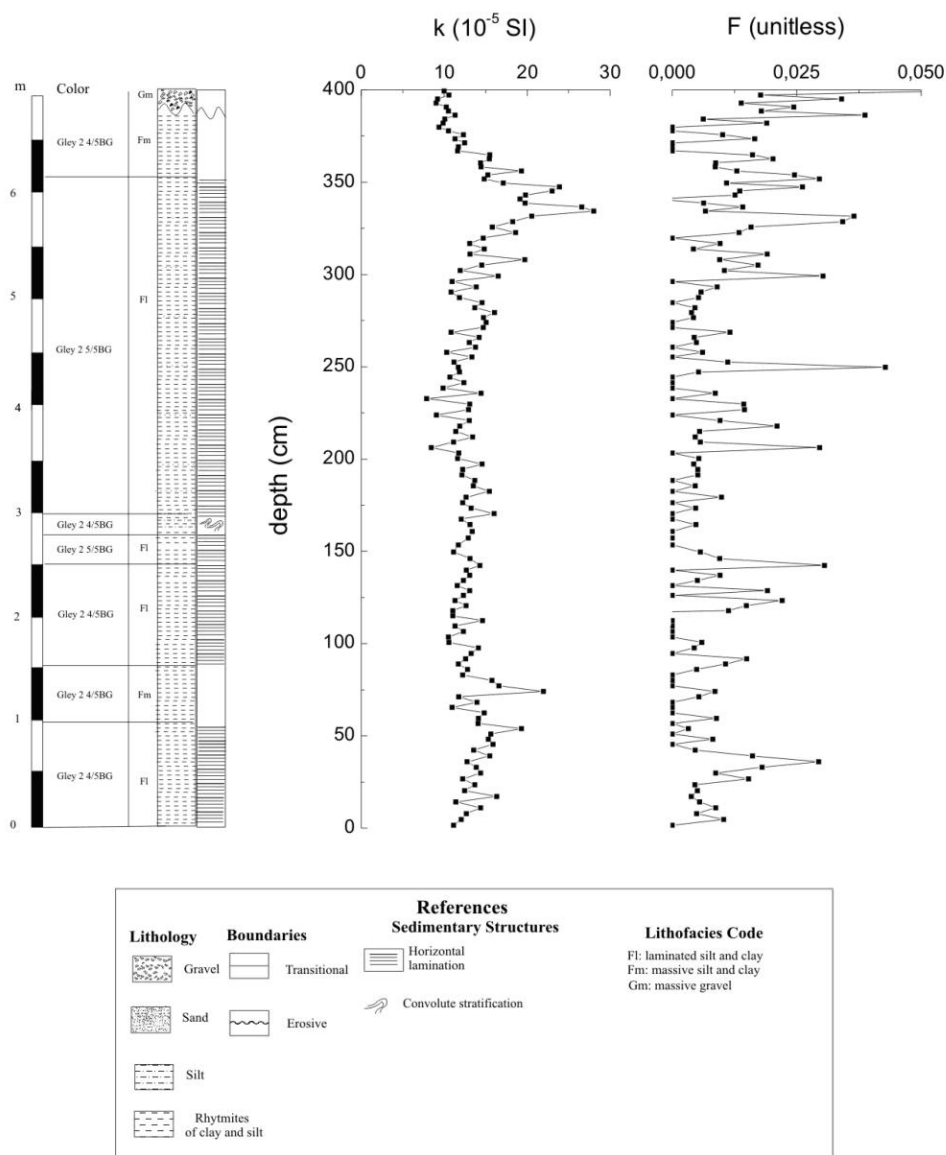 k (10⁻⁵ SI)
F (unitless)
0 10 20 30
0,000 0,025 0,050
m
Color
400
350
300
250
200
150
100
50
0
depth (cm)
Gm
Gley 2 4/5BG
Fm
6
Fl
5
Gley 2 5/5BG
4
3
Gley 2 4/5BG
Gley 2 5/5BG
Fl
2
Gley 2 4/5BG
Fl
Gley 2 4/5BG
Fm
1
Gley 2 4/5BG
Fl
0
References
Lithology
Gravel
Sand
Silt
Rhytmites
of clay and silt
Boundaries
Transitional
Erosive
Sedimentary Structures
Horizontal
lamination
Convolute stratification
Lithofacies Code
Fl: laminated silt and clay
Fm: massive silt and clay
Gm: massive gravel